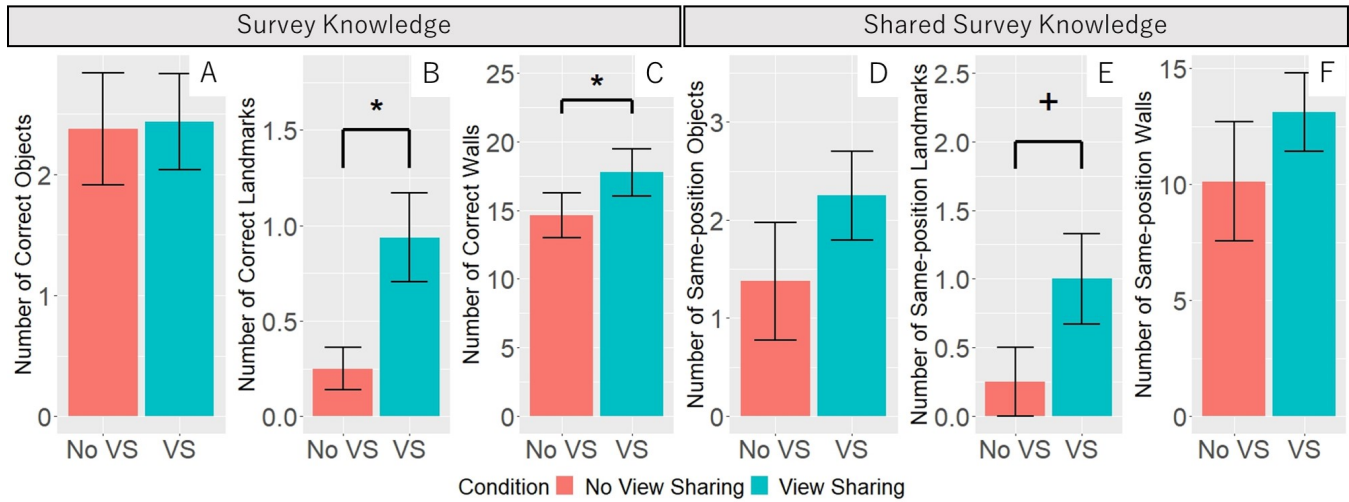 Survey Knowledge
Shared Survey Knowledge
A
Number of Correct Objects
2
1
0
No VS VS
B
*
Number of Correct Landmarks
1.5
1.0
0.5
0.0
No VS VS
C
*
Number of Correct Walls
25
20
15
10
5
0
No VS VS
D
Number of Same-position Objects
3
2
1
0
No VS VS
E
+
Number of Same-position Landmarks
2.5
2.0
1.5
1.0
0.5
0.0
No VS VS
F
Number of Same-position Walls
15
10
5
0
No VS VS
Condition No View Sharing View Sharing